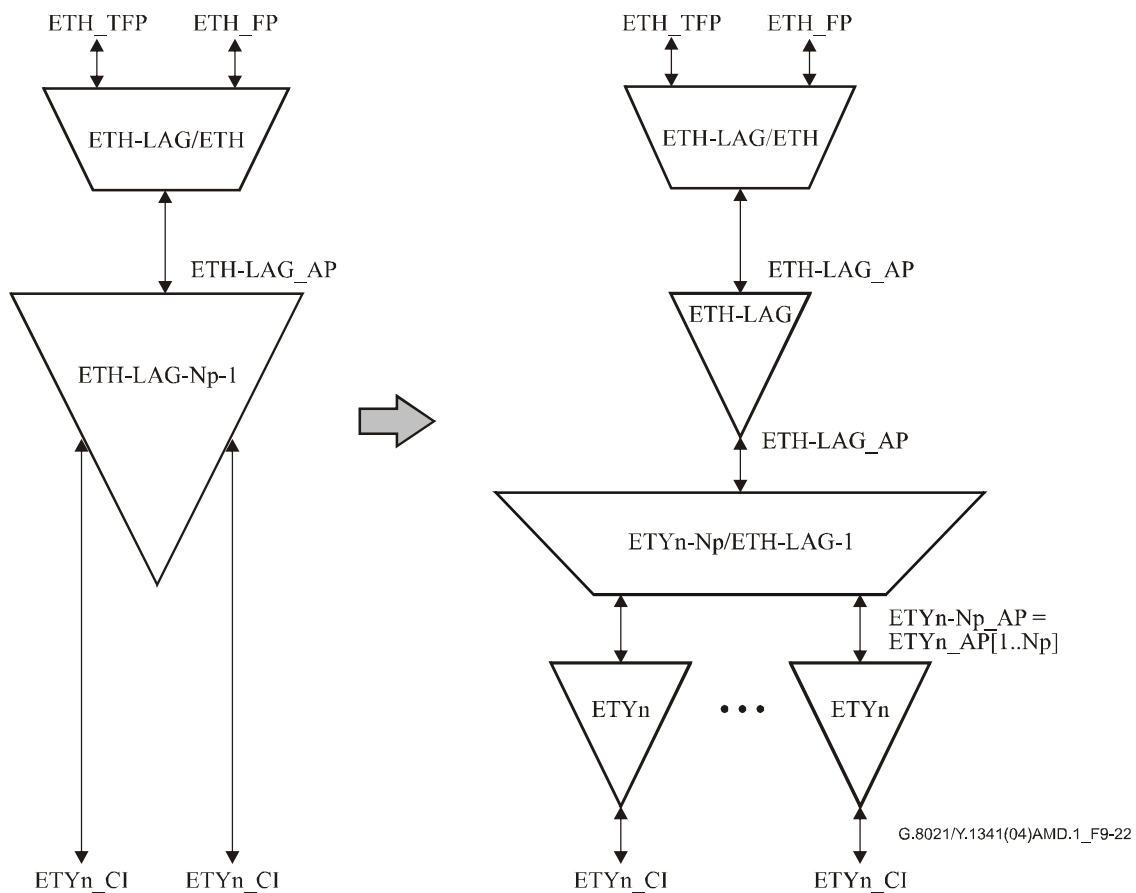 ETH_TFP
ETH_FP
ETH-LAG/ETH
ETH-LAG_AP
ETH-LAG-Np-1
ETYn_CI
ETYn_CI
ETH_TFP
ETH_FP
ETH-LAG/ETH
ETH-LAG_AP
ETH-LAG
ETH-LAG_AP
ETYn-Np/ETH-LAG-1
ETYn-Np_AP =
ETYn_AP[1..Np]
ETYn
• • •
ETYn
G.8021/Y.1341(04)AMD.1_F9-22
ETYn_CI
ETYn_CI